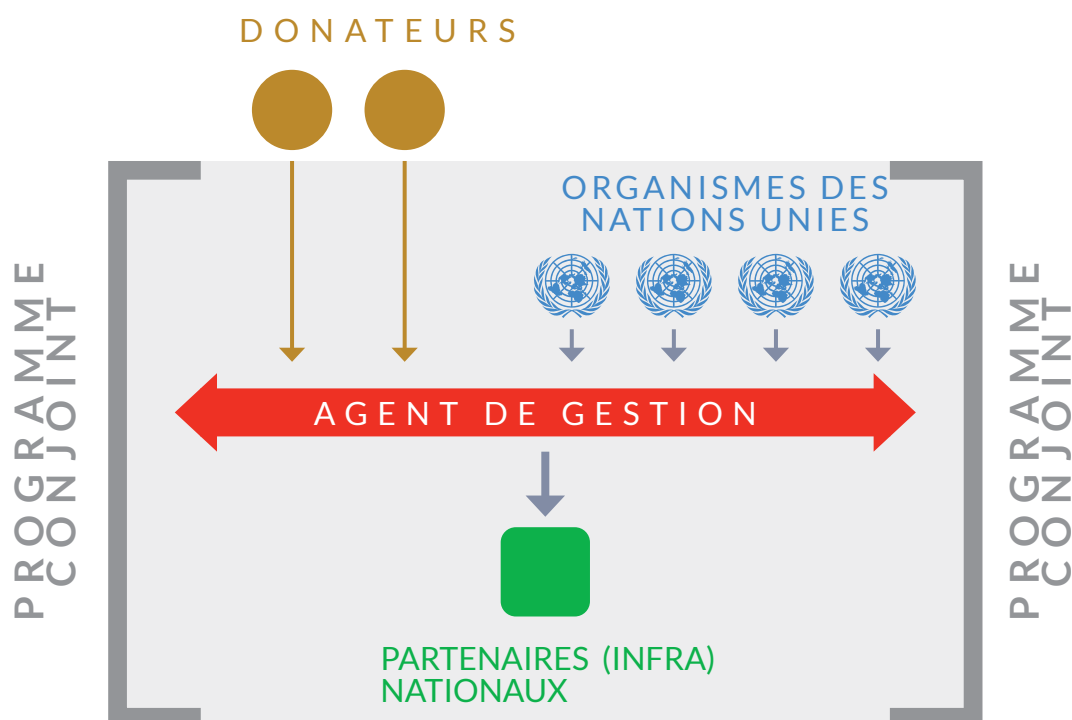 DONATEURS
ORGANISMES DES
NATIONS UNIES
PROGRAMME
CONJOINT
AGENT DE GESTION
PROGRAMME
CONJOINT
PARTENAIRES (INFRA)
NATIONAUX